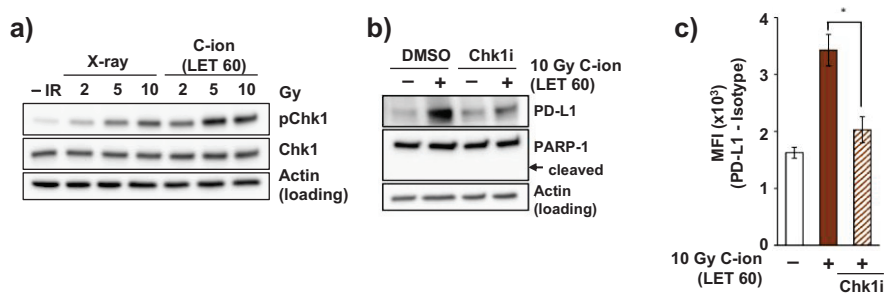 a)
X-ray
C-ion
(LET 60)
– IR 2 5 10 2 5 10 Gy
pChk1
Chk1
Actin
(loading)
b)
DMSO Chk1i
– + – + 10 Gy C-ion
(LET 60)
PD-L1
PARP-1
cleaved
Actin
(loading)
c)
MFI (x10³)
(PD-L1 - Isotype)
4
3
2
1
0
*
10 Gy C-ion
(LET 60)
– + +
Chk1i